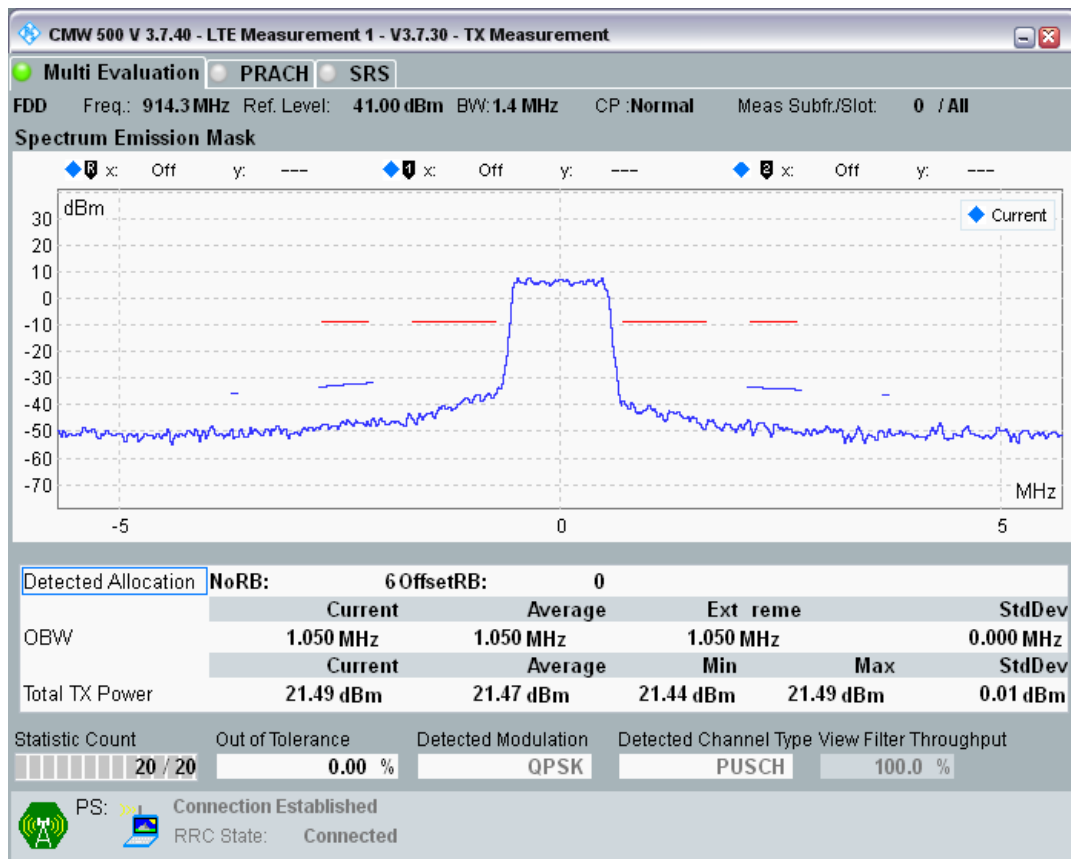 CMW 500 V 3.7.40 - LTE Measurement 1 - V3.7.30 - TX Measurement
Multi Evaluation PRACH SRS
FDD Freq.: 914.3 MHz Ref. Level: 41.00 dBm BW: 1.4 MHz CP :Normal Meas Subfr./Slot: 0 / All
Spectrum Emission Mask
R x: Off y: --- 1 x: Off y: --- 2 x: Off y: ---
dBm
Current
30
20
10
0
-10
-20
-30
-40
-50
-60
-70
MHz
-5 0 5
Detected Allocation NoRB: 6 OffsetRB: 0
Current Average Ext reme StdDev
OBW 1.050 MHz 1.050 MHz 1.050 MHz 0.000 MHz
Current Average Min Max StdDev
Total TX Power 21.49 dBm 21.47 dBm 21.44 dBm 21.49 dBm 0.01 dBm
Statistic Count Out of Tolerance Detected Modulation Detected Channel Type View Filter Throughput
20 / 20 0.00 % QPSK PUSCH 100.0 %
PS: Connection Established
RRC State: Connected